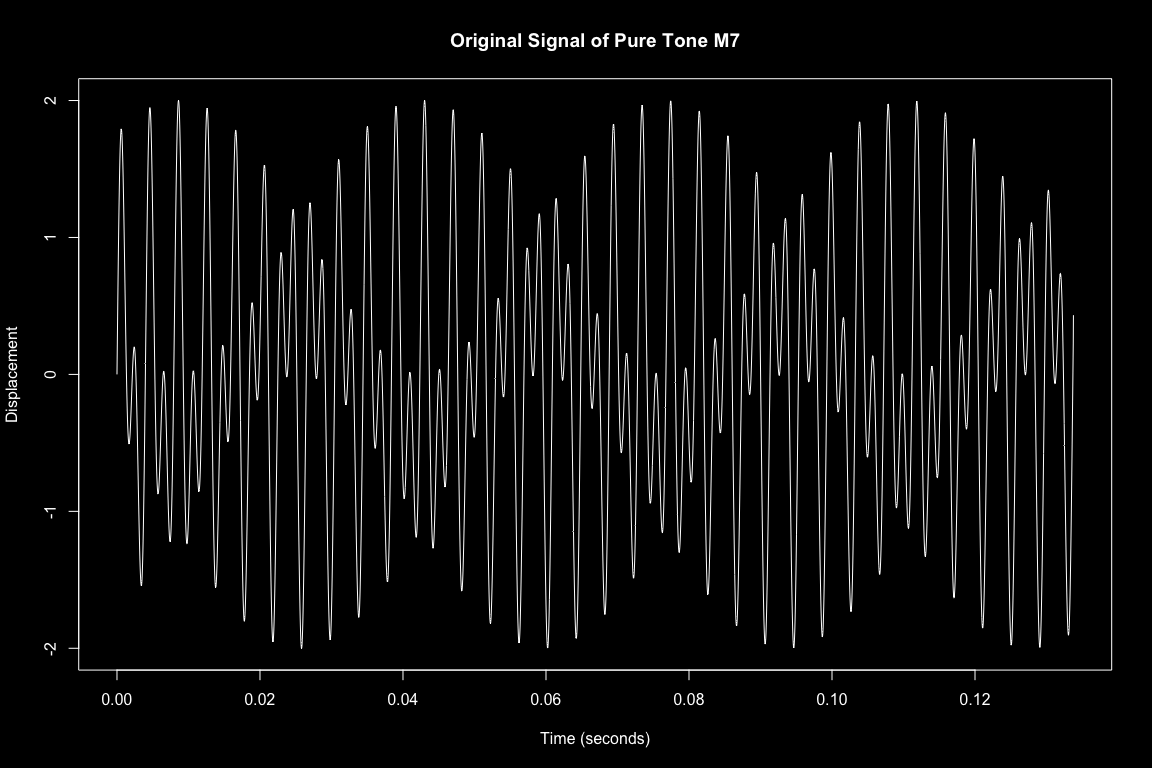 Original Signal of Pure Tone M7
2
1
0
-1
-2
Displacement
0.00 0.02 0.04 0.06 0.08 0.10 0.12
Time (seconds)